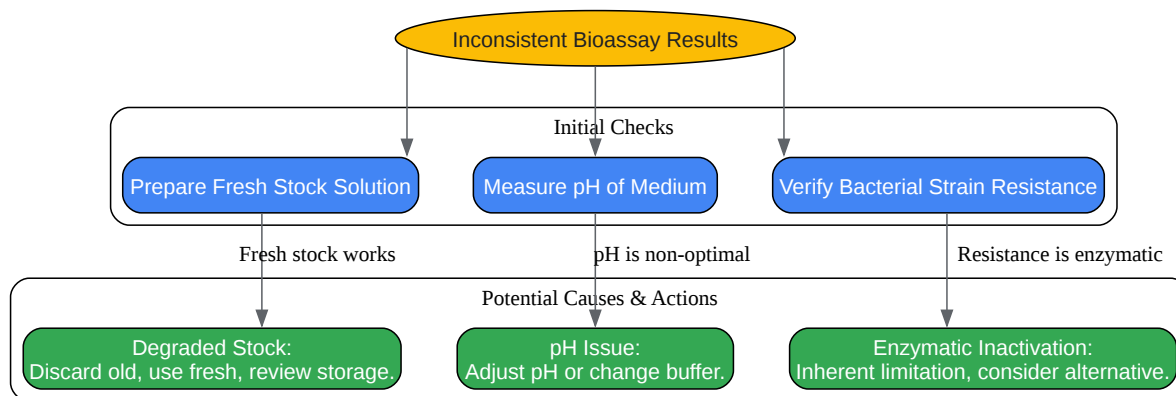 Inconsistent Bioassay Results
Initial Checks
Prepare Fresh Stock Solution
Measure pH of Medium
Verify Bacterial Strain Resistance
Fresh stock works
pH is non-optimal
Resistance is enzymatic
Potential Causes & Actions
Degraded Stock:
Discard old, use fresh, review storage.
pH Issue:
Adjust pH or change buffer.
Enzymatic Inactivation:
Inherent limitation, consider alternative.